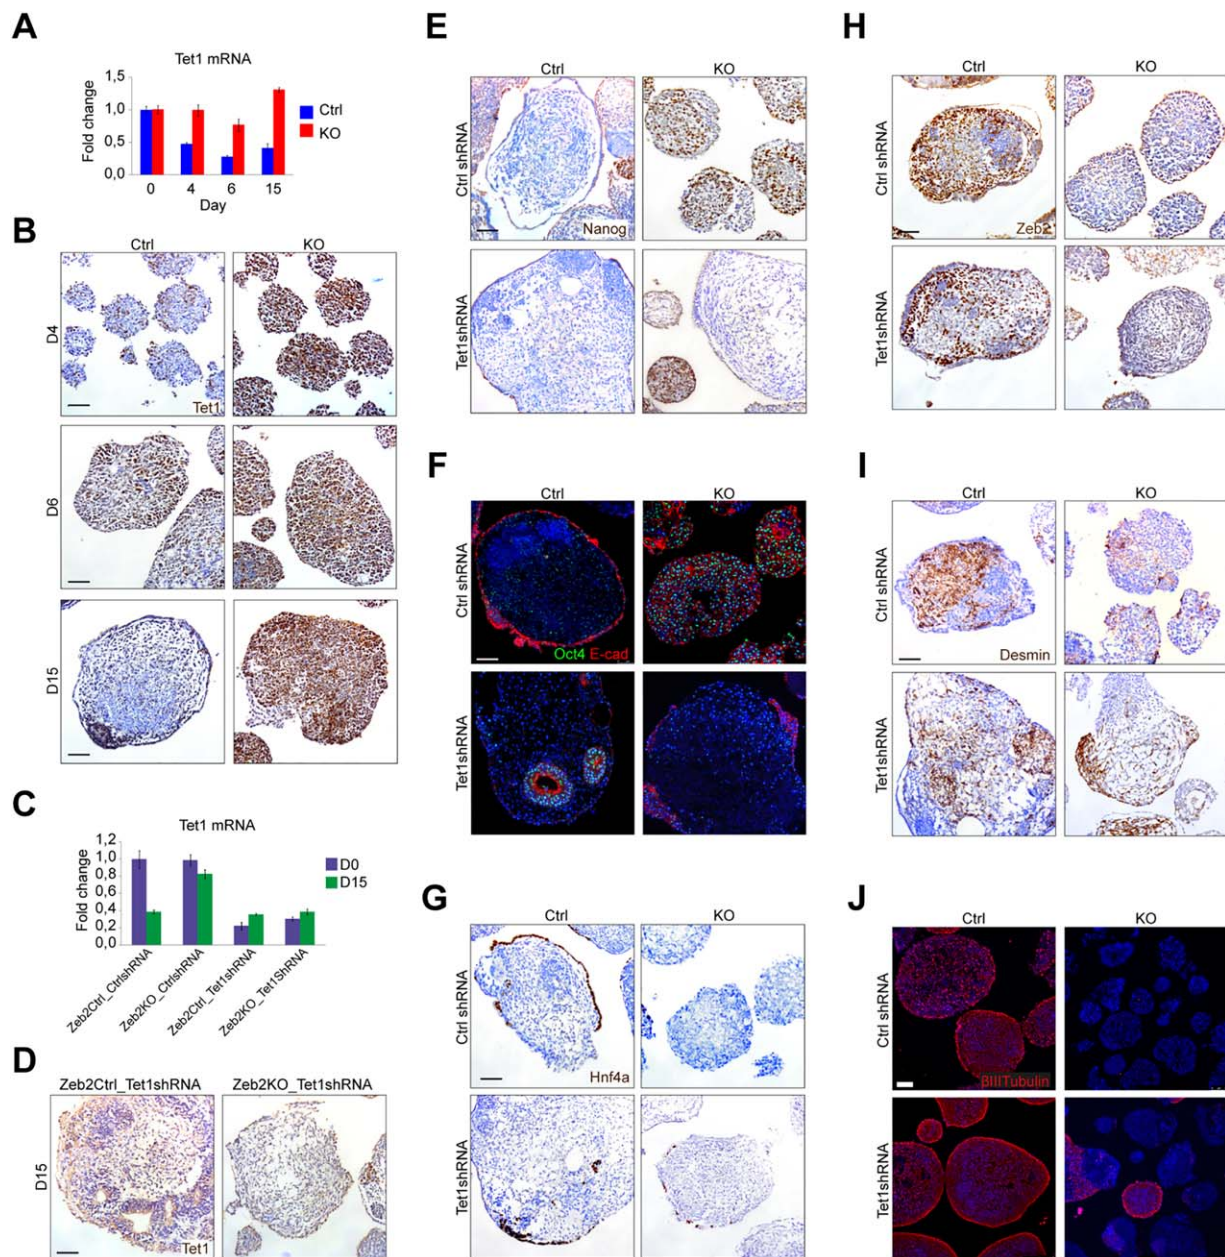 A
Tet1 mRNA
Fold change
1,5
1,0
0,5
0,0
0 4 6 15
Day
Ctrl
KO
B
Ctrl KO
D4
Tet1
D6
D15
C
Tet1 mRNA
Fold change
1,2
1,0
0,8
0,6
0,4
0,2
0,0
D0
D15
Zeb2Ctrl_CtrlshRNA
Zeb2KO_CtrlshRNA
Zeb2Ctrl_Tet1shRNA
Zeb2KO_Tet1ShRNA
D
Zeb2Ctrl_Tet1shRNA Zeb2KO_Tet1shRNA
D15
Tet1
E
Ctrl KO
Ctrl shRNA
Nanog
Tet1shRNA
F
Ctrl KO
Ctrl shRNA
Oct4 E-cad
Tet1shRNA
G
Ctrl KO
Ctrl shRNA
Hnf4a
Tet1shRNA
H
Ctrl KO
Ctrl shRNA
Zeb2
Tet1shRNA
I
Ctrl KO
Ctrl shRNA
Desmin
Tet1shRNA
J
Ctrl KO
Ctrl shRNA
βIIITubulin
Tet1shRNA